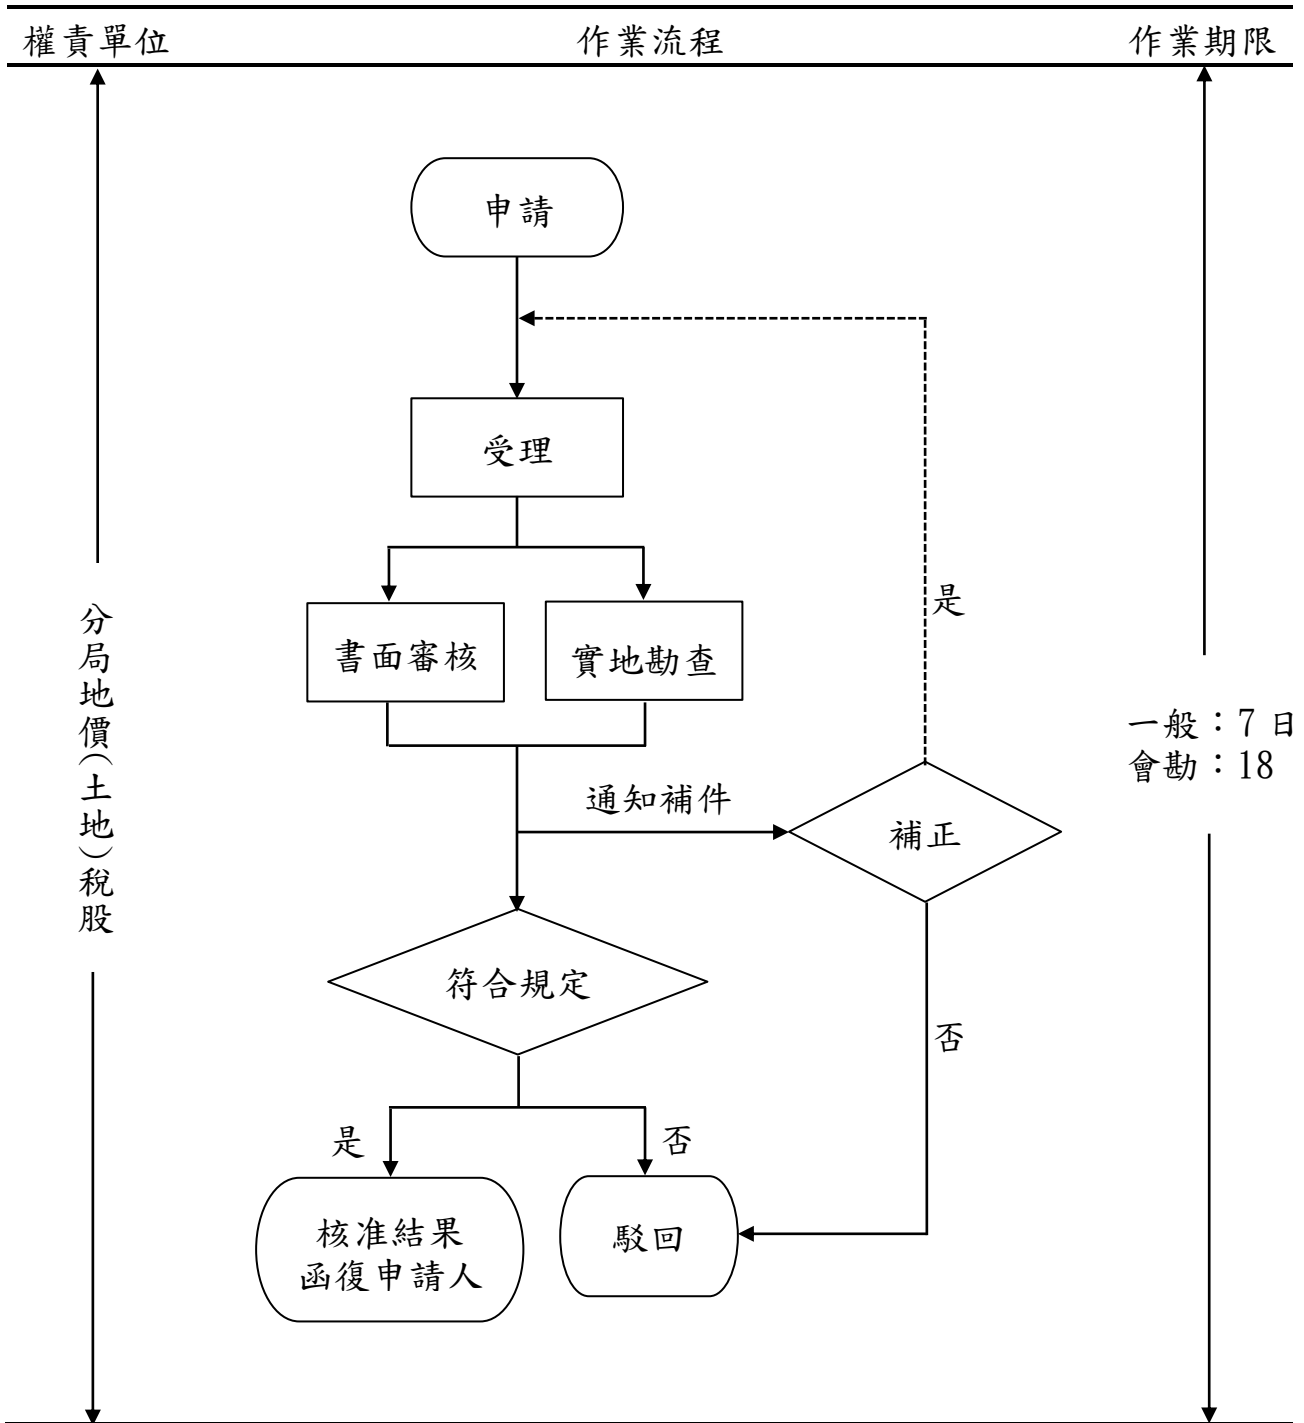 權責單位 作業流程 作業期限
申請
受理
書面審核 實地勘查
是
分局地價(土地)稅股
一般：7日
會勘：18
通知補件
補正
符合規定
否
是 否
核准結果
函復申請人
駁回